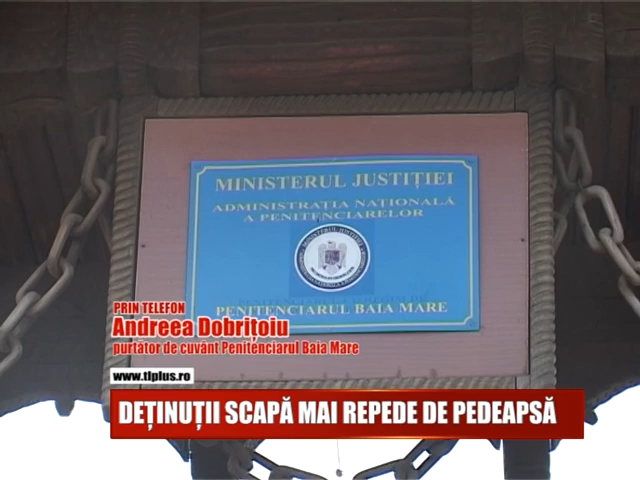 MINISTERUL JUSTIȚIEI
ADMINISTRAȚIA NAȚIONALĂ
A PENITENCIARELOR
PENITENCIARUL BAIA MARE
PRIN TELEFON
Andreea Dobrițoiu
purtător de cuvânt Penitenciarul Baia Mare
www.tlplus.ro
DEȚINUȚII SCAPĂ MAI REPEDE DE PEDEAPSĂ